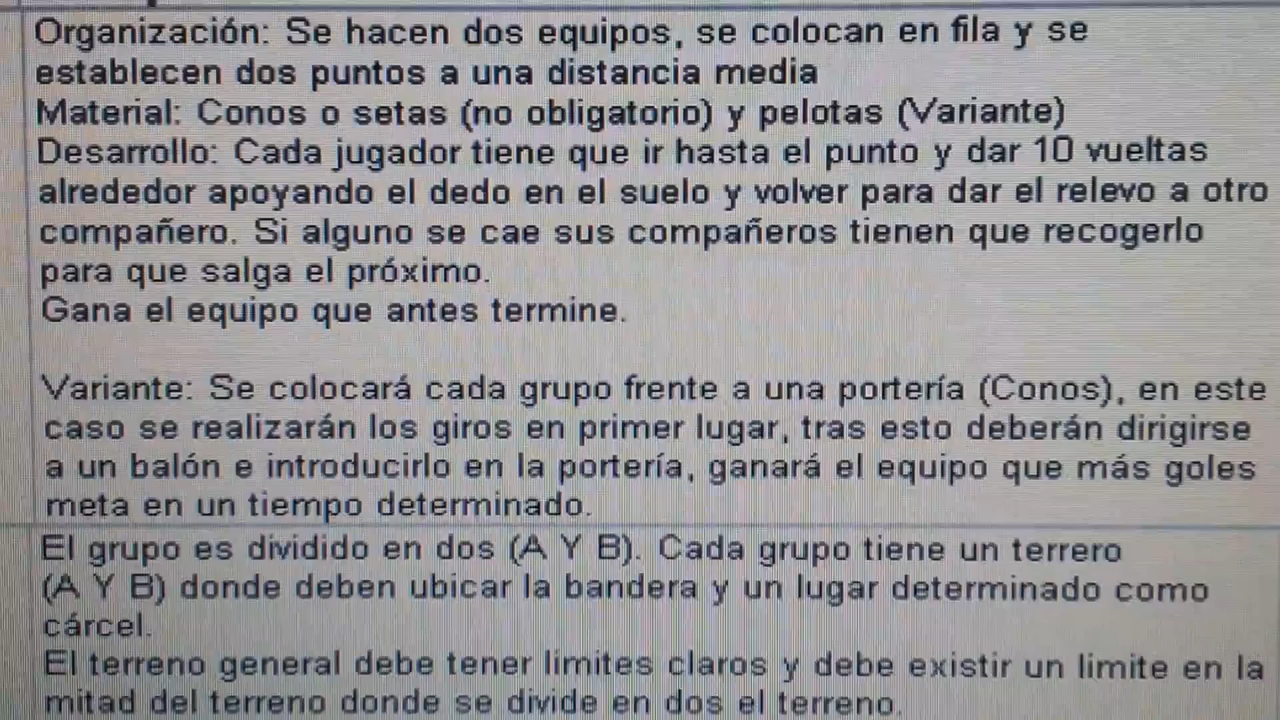 Organización: Se hacen dos equipos, se colocan en fila y se
establecen dos puntos a una distancia media
Material: Conos o setas (no obligatorio) y pelotas (Variante)
Desarrollo: Cada jugador tiene que ir hasta el punto y dar 10 vueltas
alrededor apoyando el dedo en el suelo y volver para dar el relevo a otro
compañero. Si alguno se cae sus compañeros tienen que recogerlo
para que salga el próximo.
Gana el equipo que antes termine.
Variante: Se colocará cada grupo frente a una portería (Conos), en este
caso se realizarán los giros en primer lugar, tras esto deberán dirigirse
a un balón e introducirlo en la portería, ganará el equipo que más goles
meta en un tiempo determinado.
El grupo es dividido en dos (A Y B). Cada grupo tiene un terrero
(A Y B) donde deben ubicar la bandera y un lugar determinado como
cárcel.
El terreno general debe tener limites claros y debe existir un limite en la
mitad del terreno donde se divide en dos el terreno.